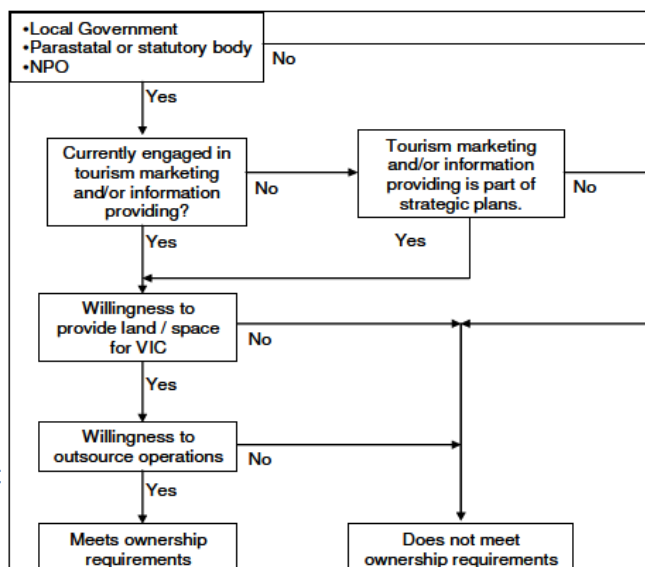 •Local Government
•Parastatal or statutory body
•NPO
No
Yes
Currently engaged in
tourism marketing
and/or information
providing?
No
Tourism marketing
and/or information
providing is part of
strategic plans.
No
Yes
Yes
Willingness to
provide land / space
for VIC
No
Yes
Willingness to
outsource operations
No
Yes
Meets ownership
requirements
Does not meet
ownership requirements